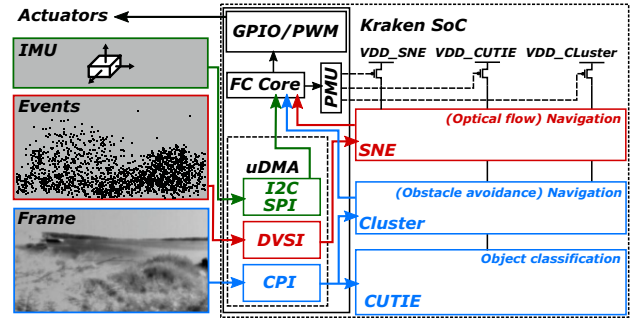 Actuators
GPIO/PWM
Kraken SoC
IMU
VDD_SNE
VDD_CUTIE
VDD_CLuster
FC Core
PMU
Events
(Optical flow) Navigation
SNE
uDMA
I2C
SPI
(Obstacle avoidance) Navigation
Cluster
Frame
DVSI
Object classification
CPI
CUTIE